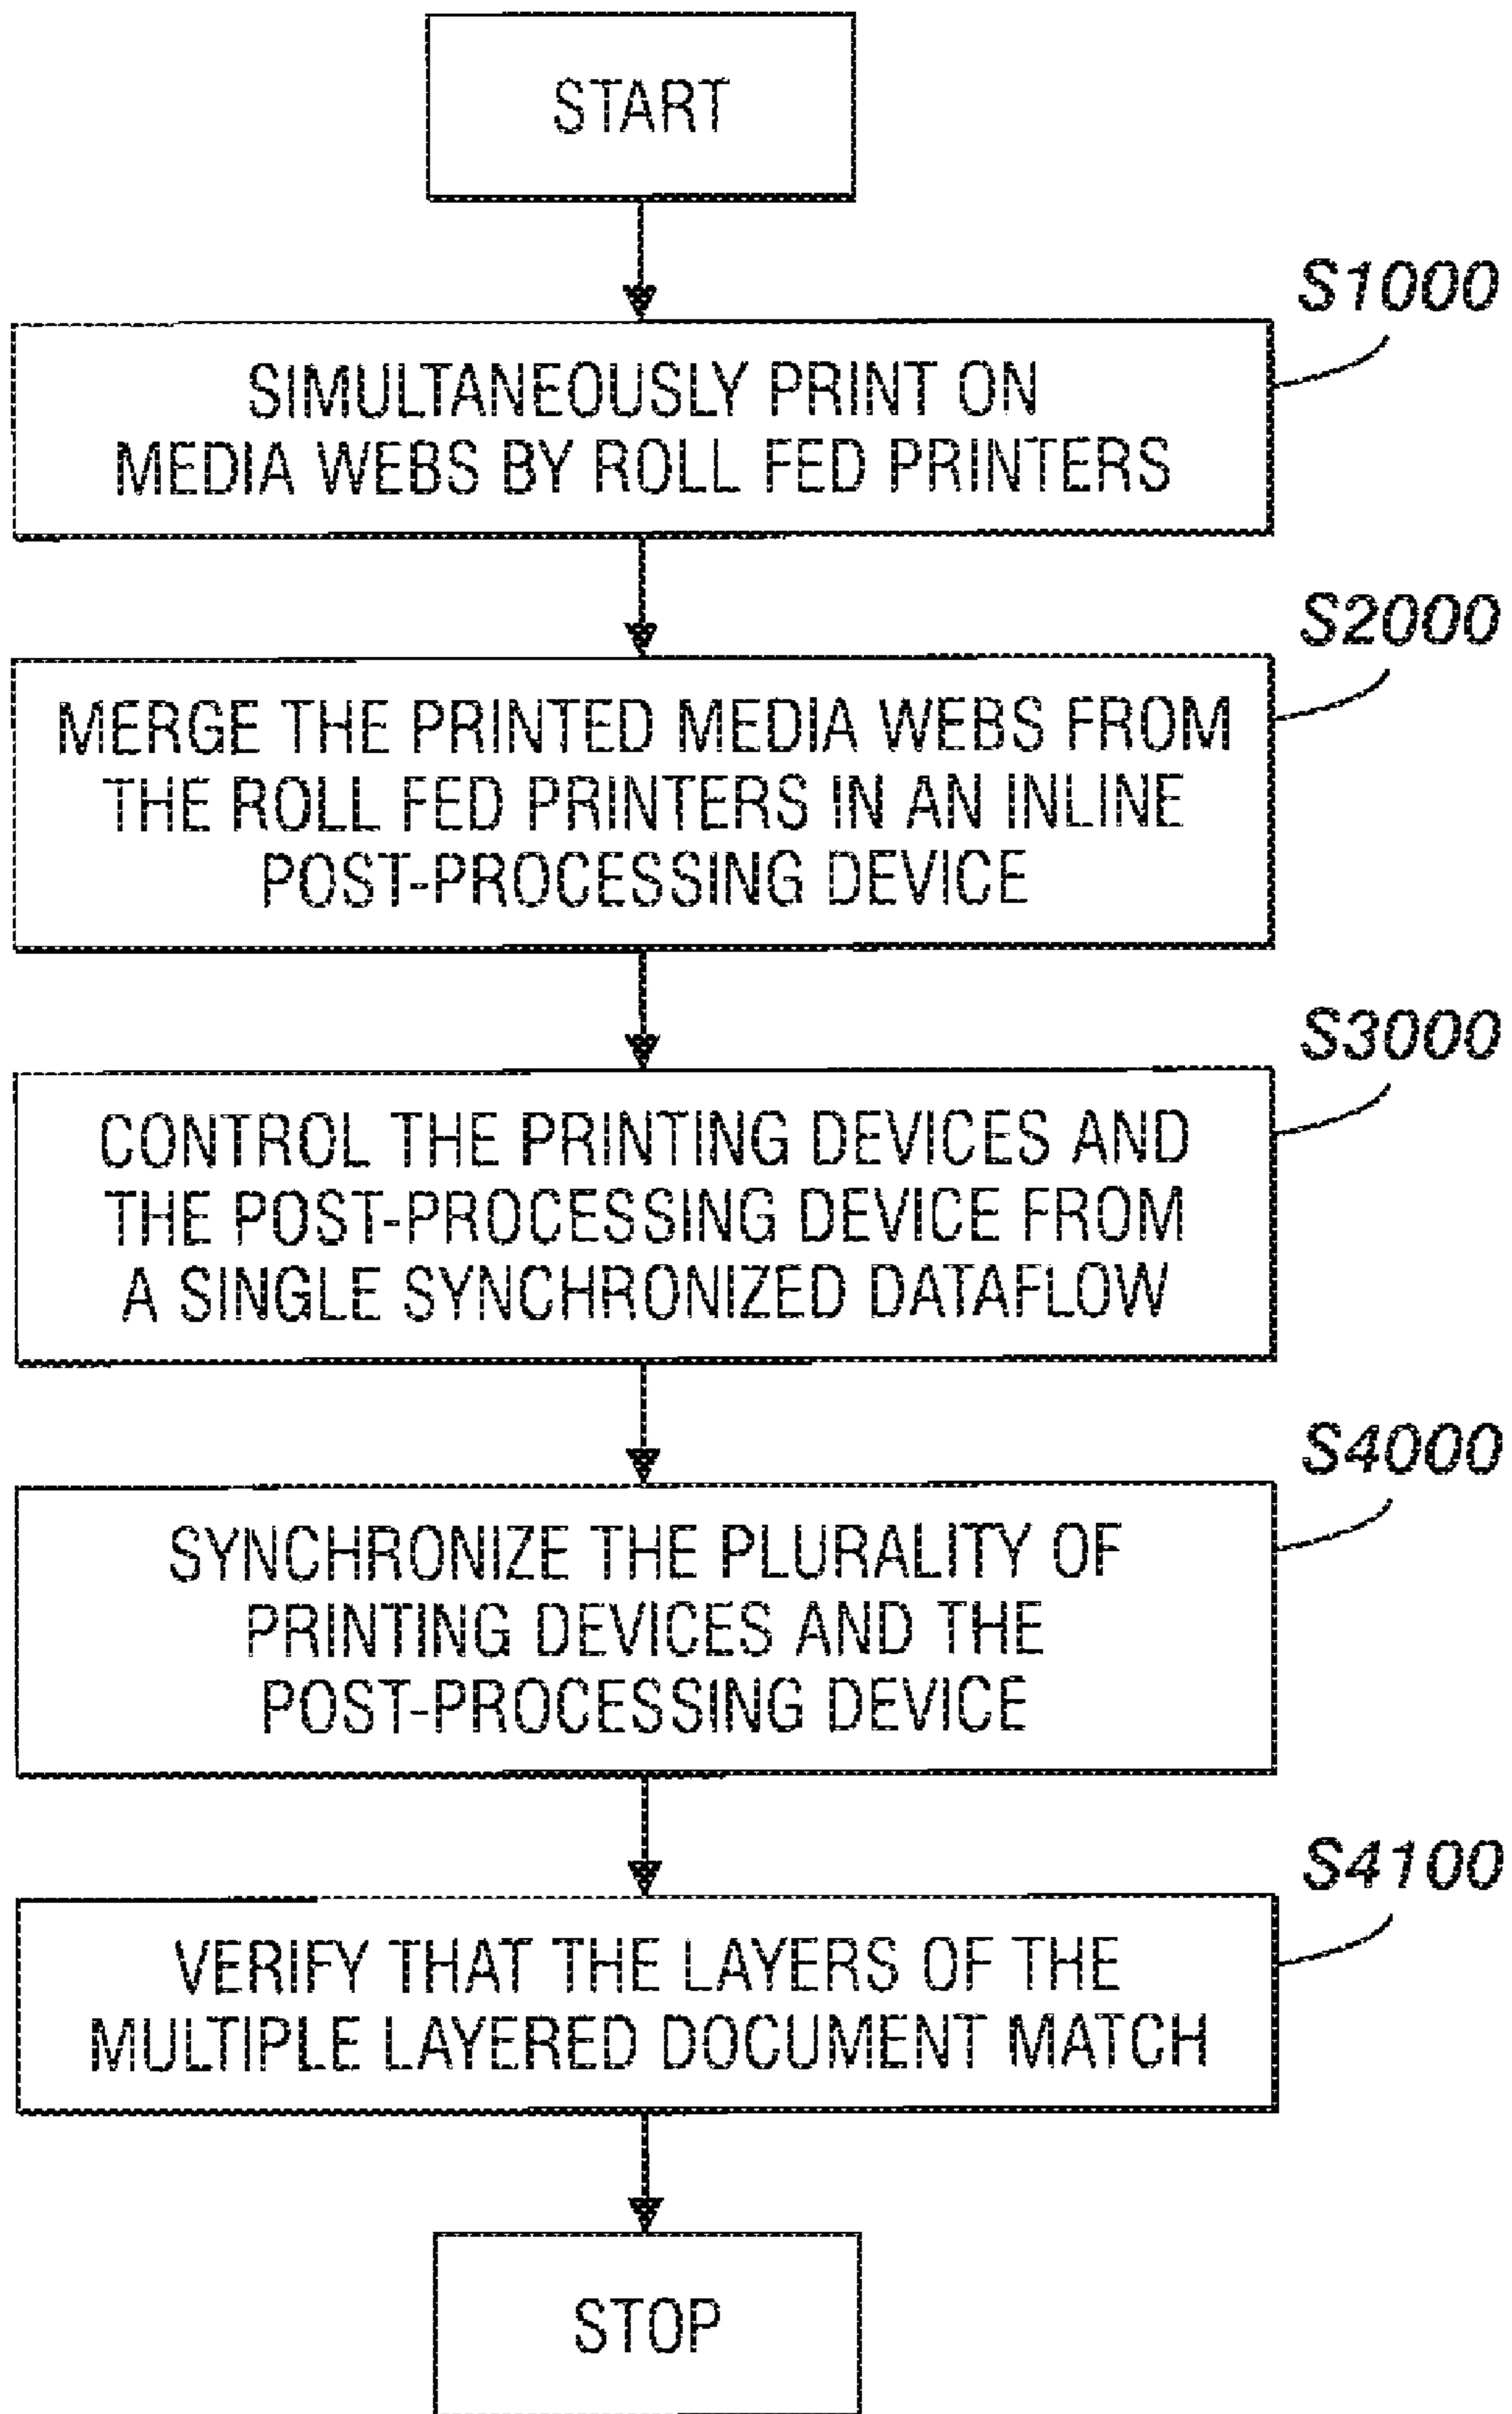 START
S1000
SIMULTANEOUSLY PRINT ON
MEDIA WEBS BY ROLL FED PRINTERS
S2000
MERGE THE PRINTED MEDIA WEBS FROM
THE ROLL FED PRINTERS IN AN INLINE
POST-PROCESSING DEVICE
S3000
CONTROL THE PRINTING DEVICES AND
THE POST-PROCESSING DEVICE FROM
A SINGLE SYNCHRONIZED DATAFLOW
S4000
SYNCHRONIZE THE PLURALITY OF
PRINTING DEVICES AND THE
POST-PROCESSING DEVICE
S4100
VERIFY THAT THE LAYERS OF THE
MULTIPLE LAYERED DOCUMENT MATCH
STOP